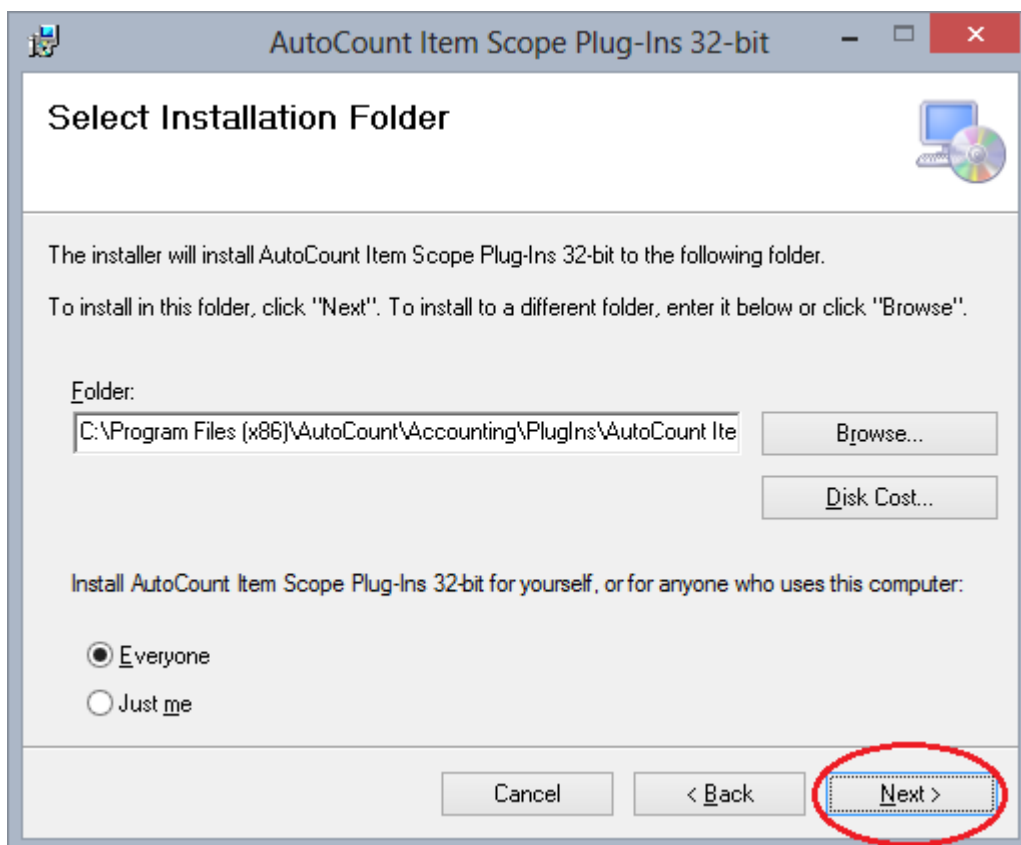 AutoCount Item Scope Plug-Ins 32-bit
Select Installation Folder
The installer will install AutoCount Item Scope Plug-Ins 32-bit to the following folder.
To install in this folder, click "Next". To install to a different folder, enter it below or click "Browse".
Folder:
C:\Program Files (x86)\AutoCount\Accounting\PlugIns\AutoCount Ite
Browse...
Disk Cost...
Install AutoCount Item Scope Plug-Ins 32-bit for yourself, or for anyone who uses this computer:
Everyone
Just me
Cancel
< Back
Next >